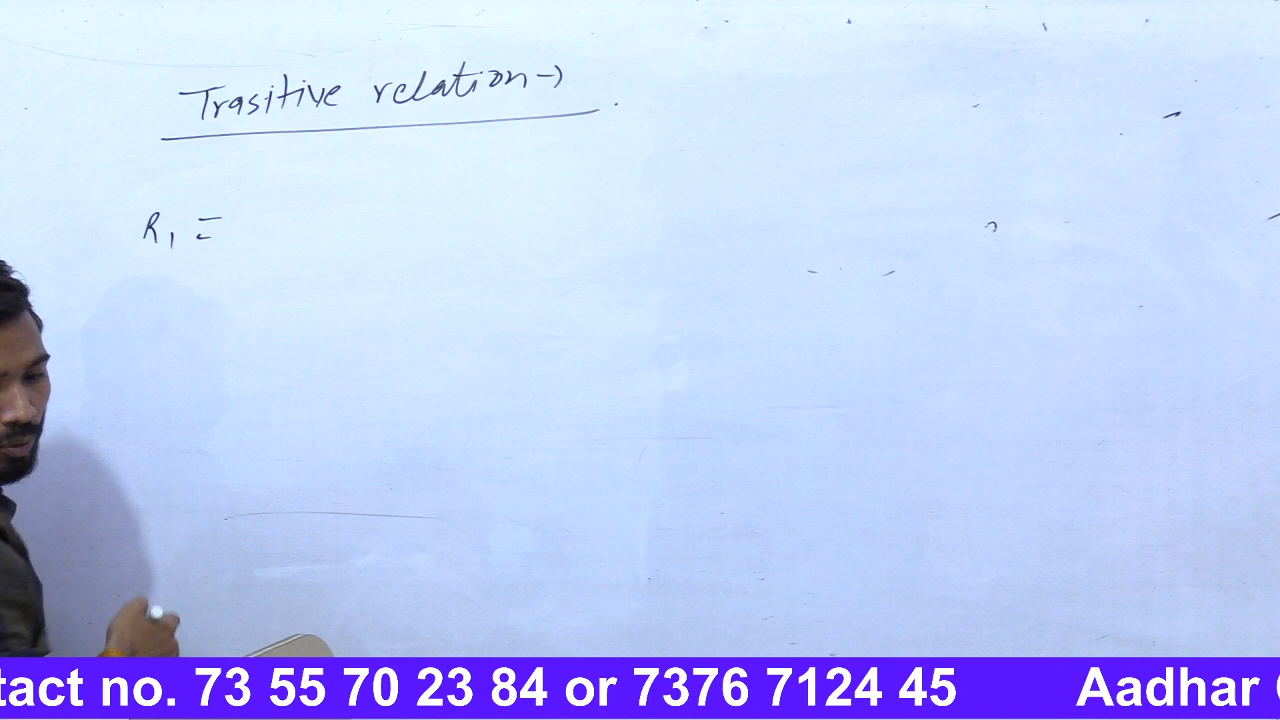 Trasitive relation→
R₁ =
tact no. 73 55 70 23 84 or 7376 7124 45 Aadhar